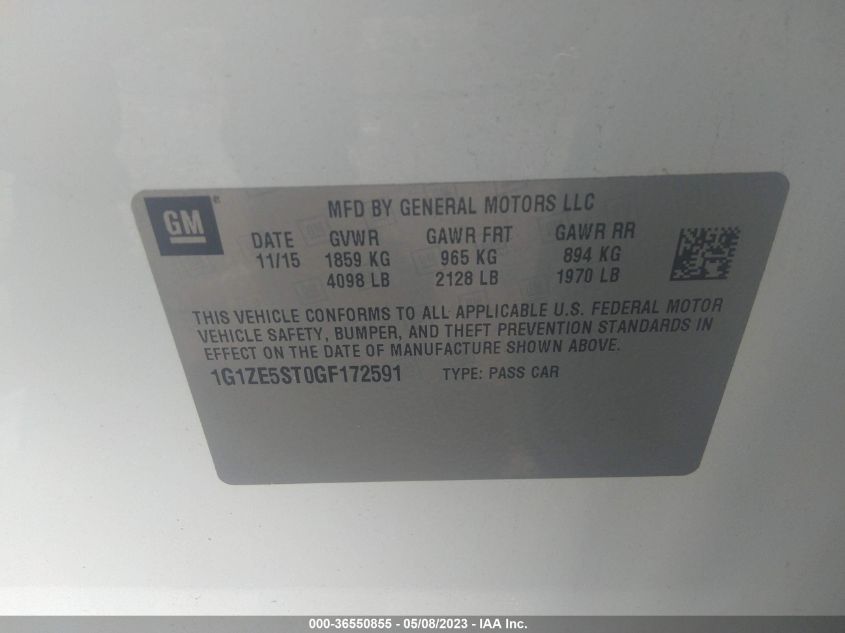 GM®
MFD BY GENERAL MOTORS LLC
DATE GVWR GAWR FRT GAWR RR
11/15 1859 KG 965 KG 894 KG
4098 LB 2128 LB 1970 LB
THIS VEHICLE CONFORMS TO ALL APPLICABLE U.S. FEDERAL MOTOR
VEHICLE SAFETY, BUMPER, AND THEFT PREVENTION STANDARDS IN
EFFECT ON THE DATE OF MANUFACTURE SHOWN ABOVE.
1G1ZE5ST0GF172591 TYPE: PASS CAR
000-36550855 - 05/08/2023 - IAA Inc.